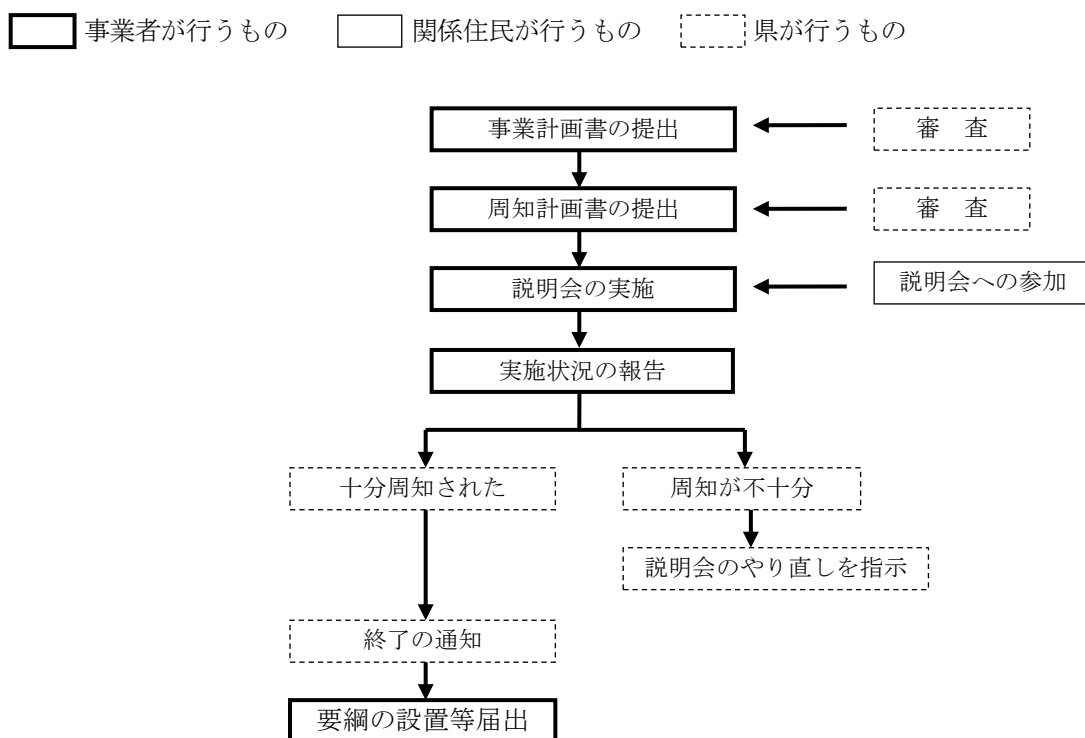 事業者が行うもの 関係住民が行うもの 県が行うもの
事業計画書の提出 審 査
周知計画書の提出 審 査
説明会の実施 説明会への参加
実施状況の報告
十分周知された 周知が不十分
説明会のやり直しを指示
終了の通知
要綱の設置等届出